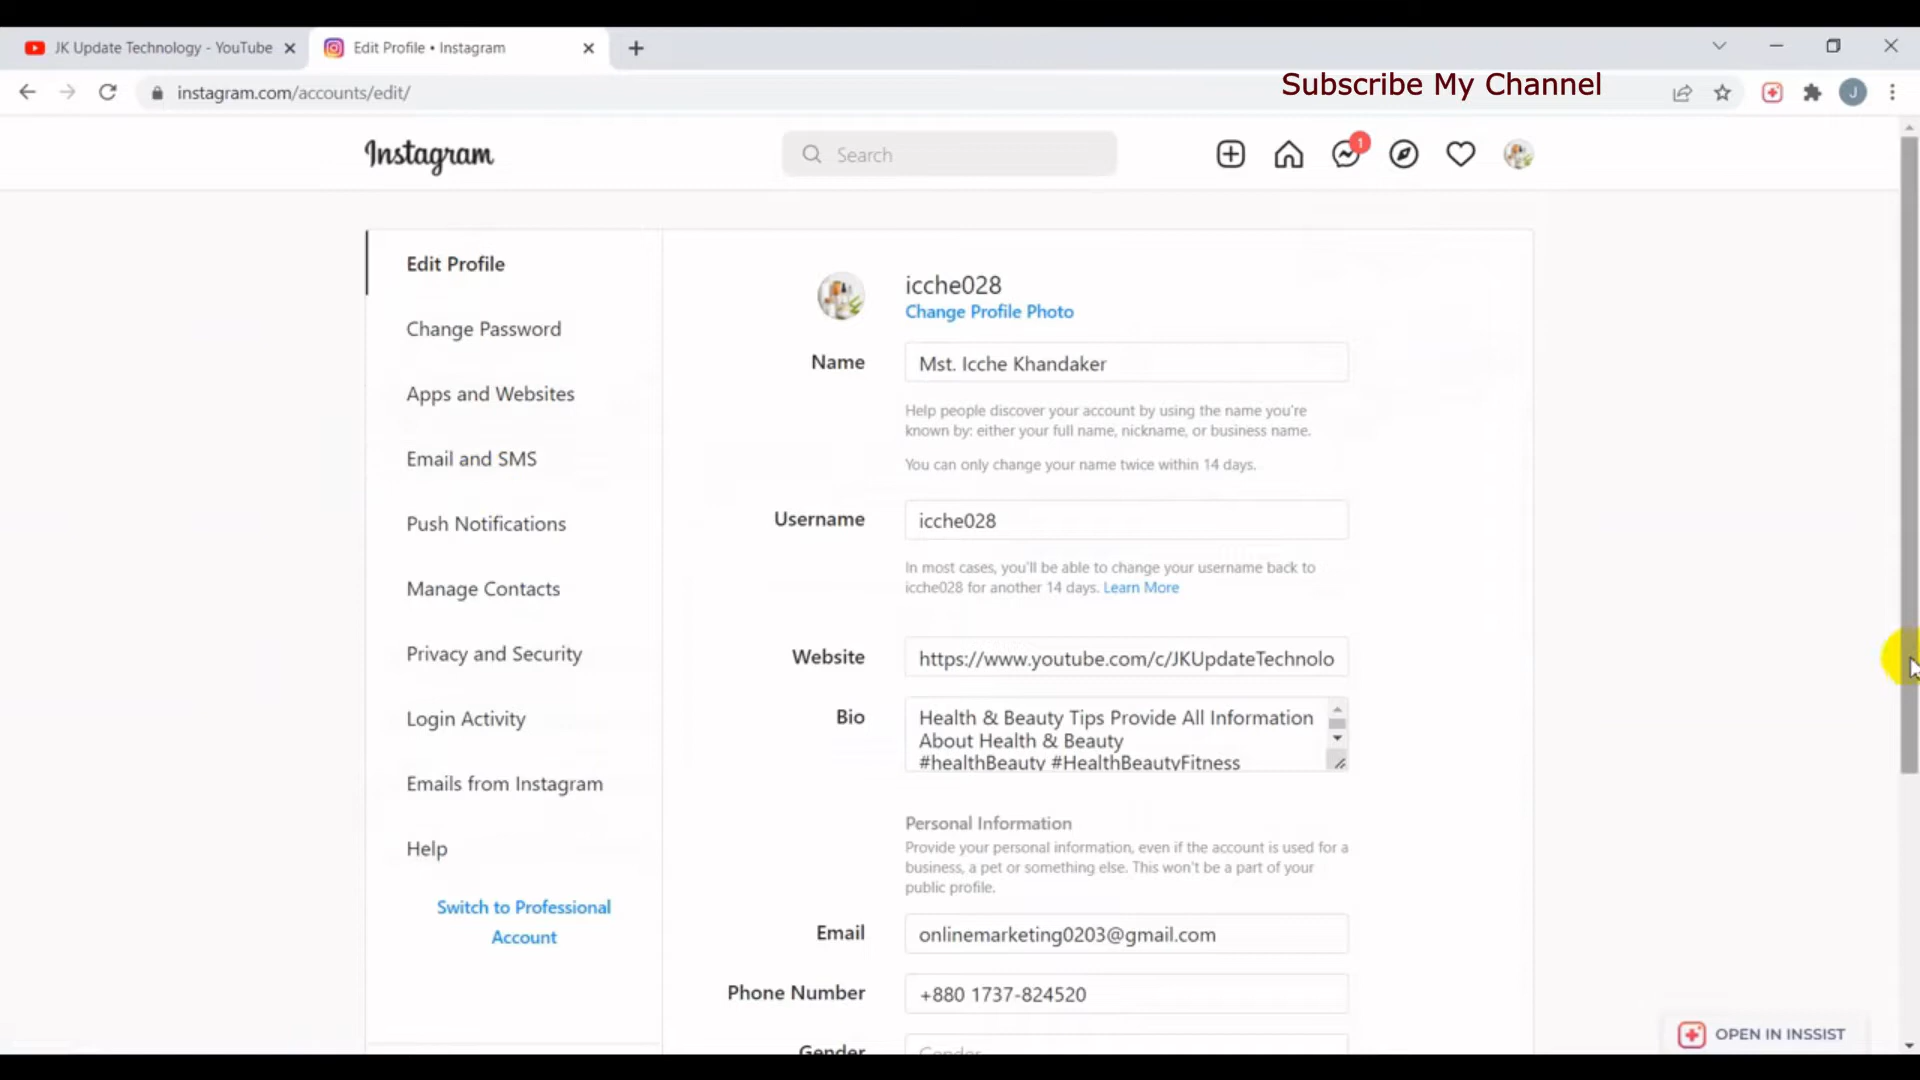 JK Update Technology - YouTube
Edit Profile • Instagram
instagram.com/accounts/edit/
Subscribe My Channel
J
Instagram
Search
1
Edit Profile
Change Password
Apps and Websites
Email and SMS
Push Notifications
Manage Contacts
Privacy and Security
Login Activity
Emails from Instagram
Help
Switch to Professional
Account
icche028
Change Profile Photo
Name
Mst. Icche Khandaker
Help people discover your account by using the name you're
known by: either your full name, nickname, or business name.
You can only change your name twice within 14 days.
Username
icche028
In most cases, you'll be able to change your username back to
icche028 for another 14 days. Learn More
Website
https://www.youtube.com/c/JKUpdateTechnolo
Bio
Health & Beauty Tips Provide All Information
About Health & Beauty
#healthBeauty #HealthBeautyFitness
Personal Information
Provide your personal information, even if the account is used for a
business, a pet or something else. This won't be a part of your
public profile.
Email
onlinemarketing0203@gmail.com
Phone Number
+880 1737-824520
Gender
Gender
OPEN IN INSSIST